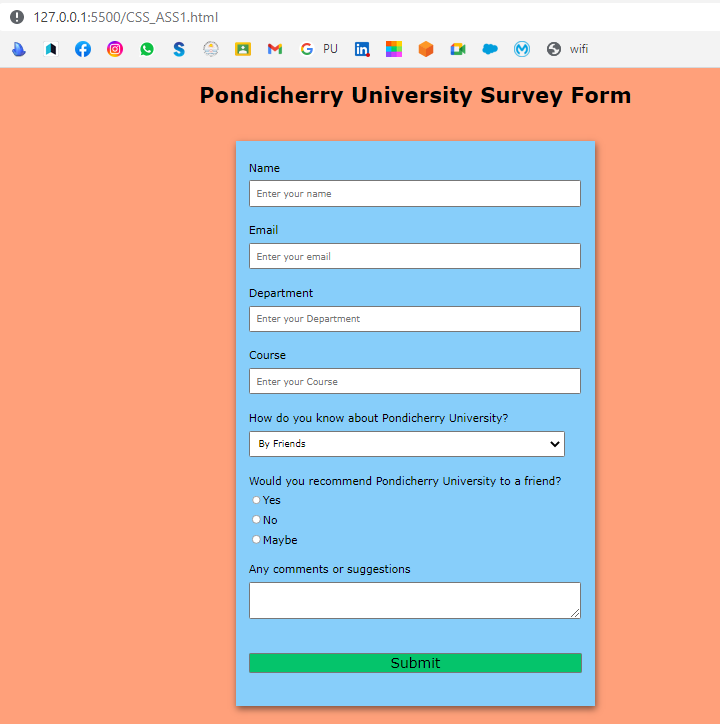 127.0.0.1:5500/CSS_ASS1.html
PU wifi
Pondicherry University Survey Form
Name
Enter your name
Email
Enter your email
Department
Enter your Department
Course
Enter your Course
How do you know about Pondicherry University?
By Friends
Would you recommend Pondicherry University to a friend?
Yes
No
Maybe
Any comments or suggestions
Submit